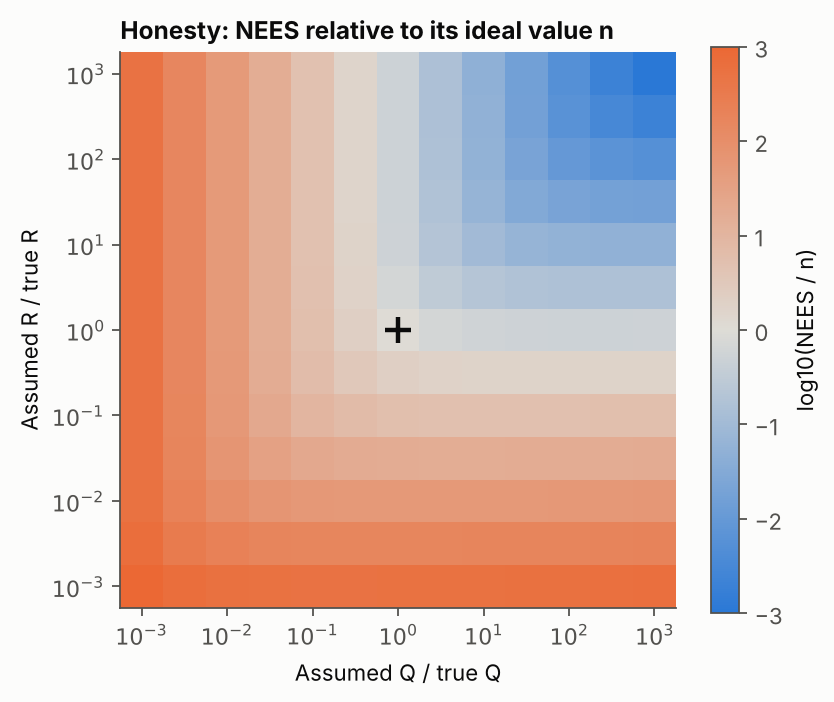 Honesty: NEES relative to its ideal value n
10³
10²
10¹
10⁰
10⁻¹
10⁻²
10⁻³
Assumed R / true R
10⁻³ 10⁻² 10⁻¹ 10⁰ 10¹ 10² 10³
Assumed Q / true Q
3
2
1
0
−1
−2
−3
log10(NEES / n)